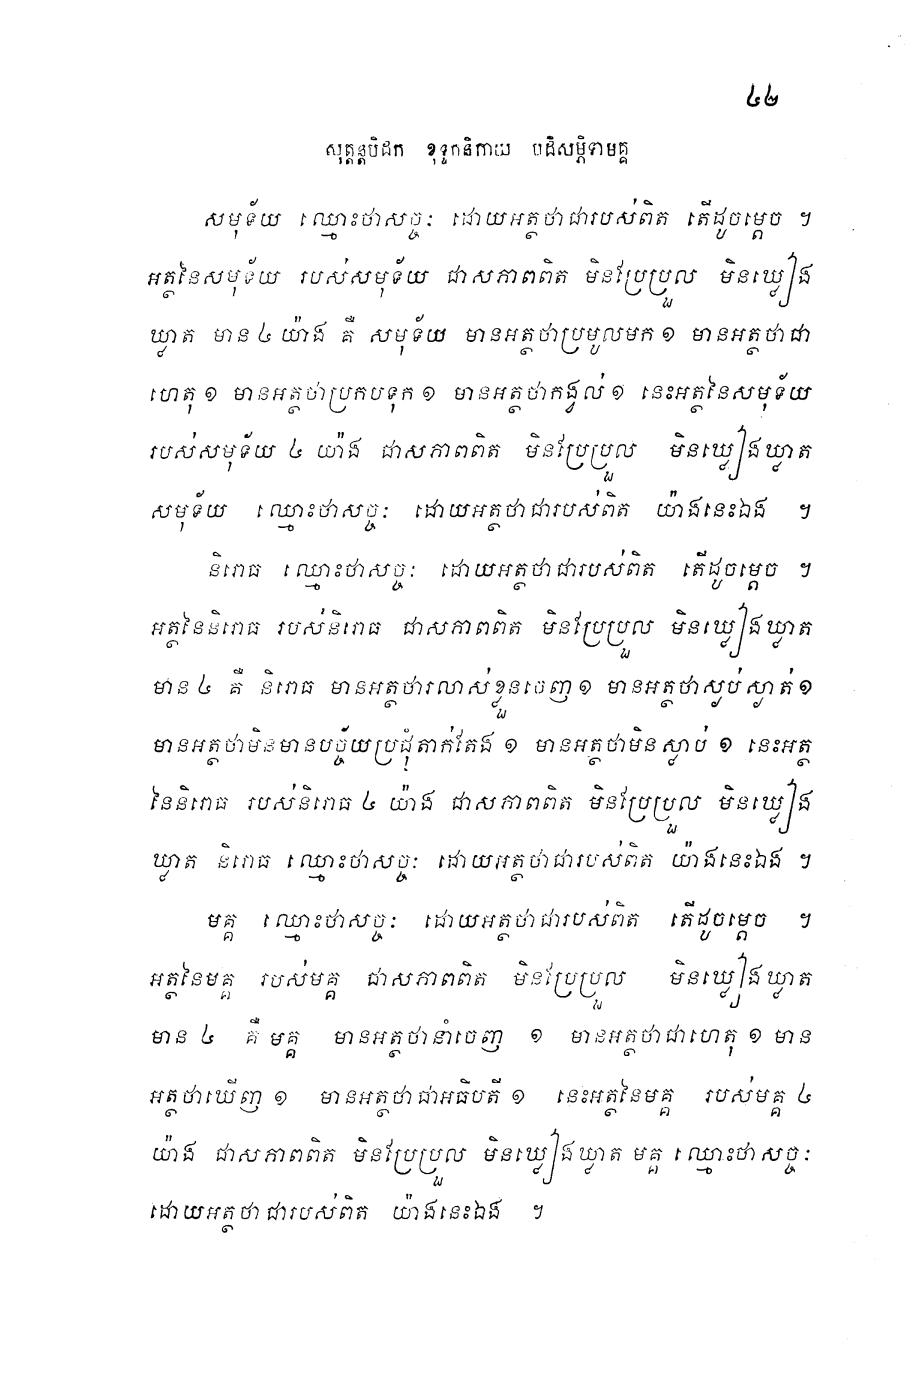 ៤២
សុត្តន្តបិដក ខុទ្ទកនិកាយ បដិសម្ភិទាមគ្គ
សមុទ័យ ឈ្មោះថាសច្ចៈ ដោយអត្ថថាជារបស់ពិត តើដូចម្តេច ។
អត្ថនៃសមុទ័យ របស់សមុទ័យ ជាសភាពពិត មិនប្រែប្រួល មិនឃ្លៀង
ឃ្លាត មាន ៤ យ៉ាង គឺ សមុទ័យ មានអត្ថថាប្រមូលមក ១ មានអត្ថថាជា
ហេតុ ១ មានអត្ថថាប្រកបទុក ១ មានអត្ថថាកង្វល់ ១ នេះអត្ថនៃសមុទ័យ
របស់សមុទ័យ ៤ យ៉ាង ជាសភាពពិត មិនប្រែប្រួល មិនឃ្លៀងឃ្លាត
សមុទ័យ ឈ្មោះថាសច្ចៈ ដោយអត្ថថាជារបស់ពិត យ៉ាងនេះឯង ។
និរោធ ឈ្មោះថាសច្ចៈ ដោយអត្ថថាជារបស់ពិត តើដូចម្តេច ។
អត្ថនៃនិរោធ របស់និរោធ ជាសភាពពិត មិនប្រែប្រួល មិនឃ្លៀងឃ្លាត
មាន ៤ គឺ និរោធ មានអត្ថថារលាស់ខ្លួនចេញ ១ មានអត្ថថាស្ងប់ស្ងាត់ ១
មានអត្ថថាមិនមានបច្ច័យប្រជុំតាក់តែង ១ មានអត្ថថាមិនស្លាប់ ១ នេះអត្ថ
នៃនិរោធ របស់និរោធ ៤ យ៉ាង ជាសភាពពិត មិនប្រែប្រួល មិនឃ្លៀង
ឃ្លាត និរោធ ឈ្មោះថាសច្ចៈ ដោយអត្ថថាជារបស់ពិត យ៉ាងនេះឯង ។
មគ្គ ឈ្មោះថាសច្ចៈ ដោយអត្ថថាជារបស់ពិត តើដូចម្តេច ។
អត្ថនៃមគ្គ របស់មគ្គ ជាសភាពពិត មិនប្រែប្រួល មិនឃ្លៀងឃ្លាត
មាន ៤ គឺ មគ្គ មានអត្ថថានាំចេញ ១ មានអត្ថថាជាហេតុ ១ មាន
អត្ថថាឃើញ ១ មានអត្ថថាជាអធិបតី ១ នេះអត្ថនៃមគ្គ របស់មគ្គ ៤
យ៉ាង ជាសភាពពិត មិនប្រែប្រួល មិនឃ្លៀងឃ្លាត មគ្គ ឈ្មោះថាសច្ចៈ
ដោយអត្ថថាជារបស់ពិត យ៉ាងនេះឯង ។